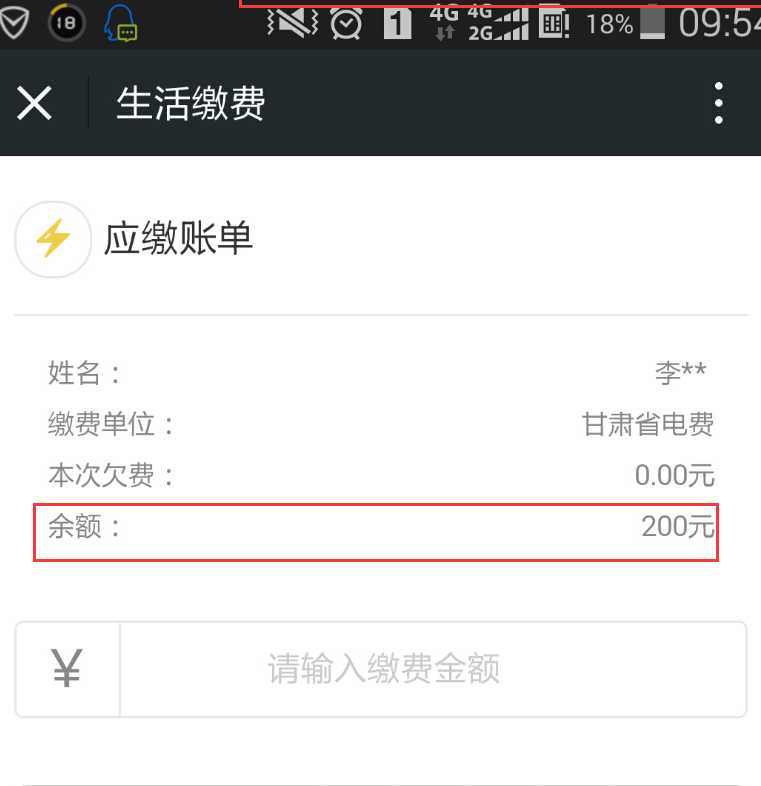 18
1
4G 4G
2G
18%
09:54
生活缴费
应缴账单
姓名： 李**
缴费单位： 甘肃省电费
本次欠费： 0.00元
余额： 200元
¥ 请输入缴费金额